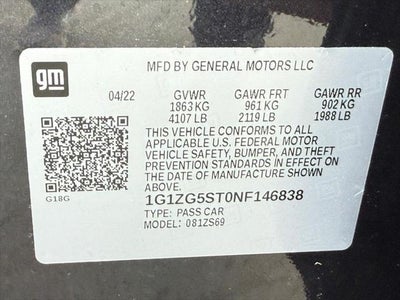 gm
MFD BY GENERAL MOTORS LLC
04/22 GVWR GAWR FRT GAWR RR
1863 KG 961 KG 902 KG
4107 LB 2119 LB 1988 LB
THIS VEHICLE CONFORMS TO ALL
APPLICABLE U.S. FEDERAL MOTOR
VEHICLE SAFETY, BUMPER, AND THEFT
PREVENTION STANDARDS IN EFFECT ON
THE DATE OF MANUFACTURE SHOWN
ABOVE.
G18G
1G1ZG5ST0NF146838
TYPE: PASS CAR
MODEL: 081ZS69